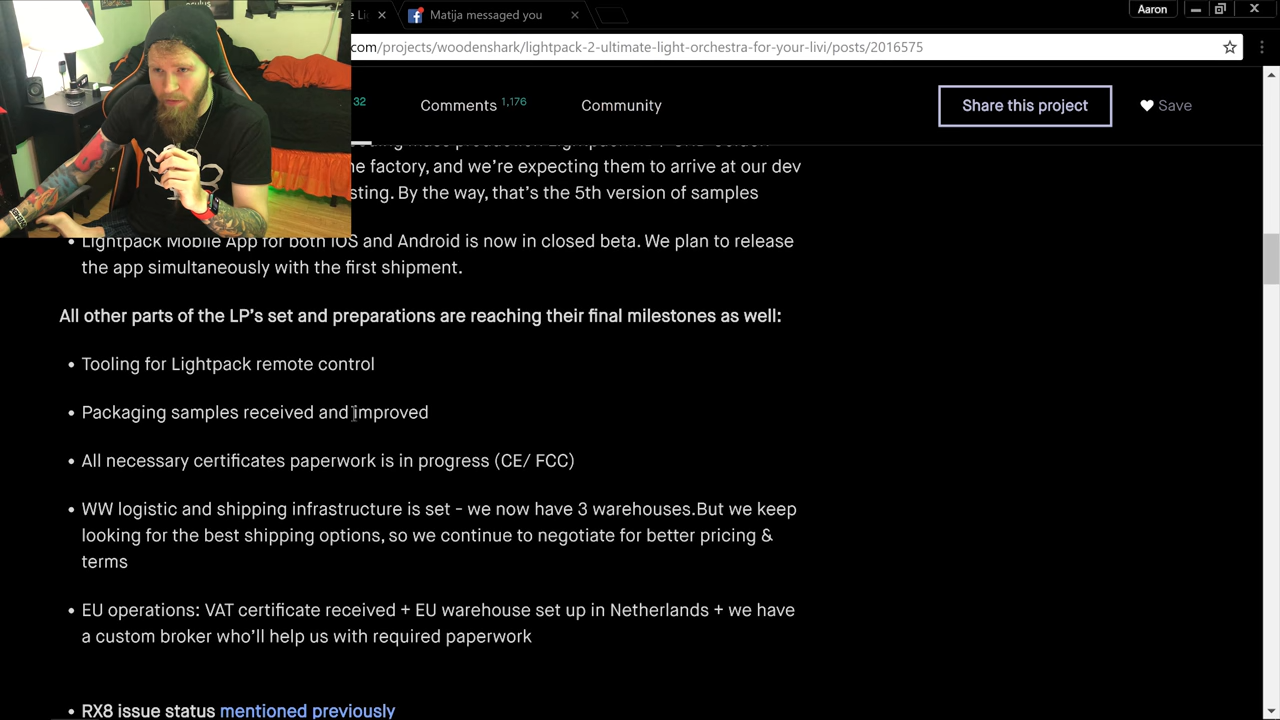 Aaron
Matija messaged you
com/projects/woodenshark/lightpack-2-ultimate-light-orchestra-for-your-livi/posts/2016575
32
Comments 1,176
Community
Share this project
Save
e factory, and we're expecting them to arrive at our dev
sting. By the way, that's the 5th version of samples
• Lightpack Mobile App for both iOS and Android is now in closed beta. We plan to release
the app simultaneously with the first shipment.
All other parts of the LP's set and preparations are reaching their final milestones as well:
• Tooling for Lightpack remote control
• Packaging samples received and improved
• All necessary certificates paperwork is in progress (CE/ FCC)
• WW logistic and shipping infrastructure is set - we now have 3 warehouses.But we keep
looking for the best shipping options, so we continue to negotiate for better pricing &
terms
• EU operations: VAT certificate received + EU warehouse set up in Netherlands + we have
a custom broker who'll help us with required paperwork
• RX8 issue status mentioned previously